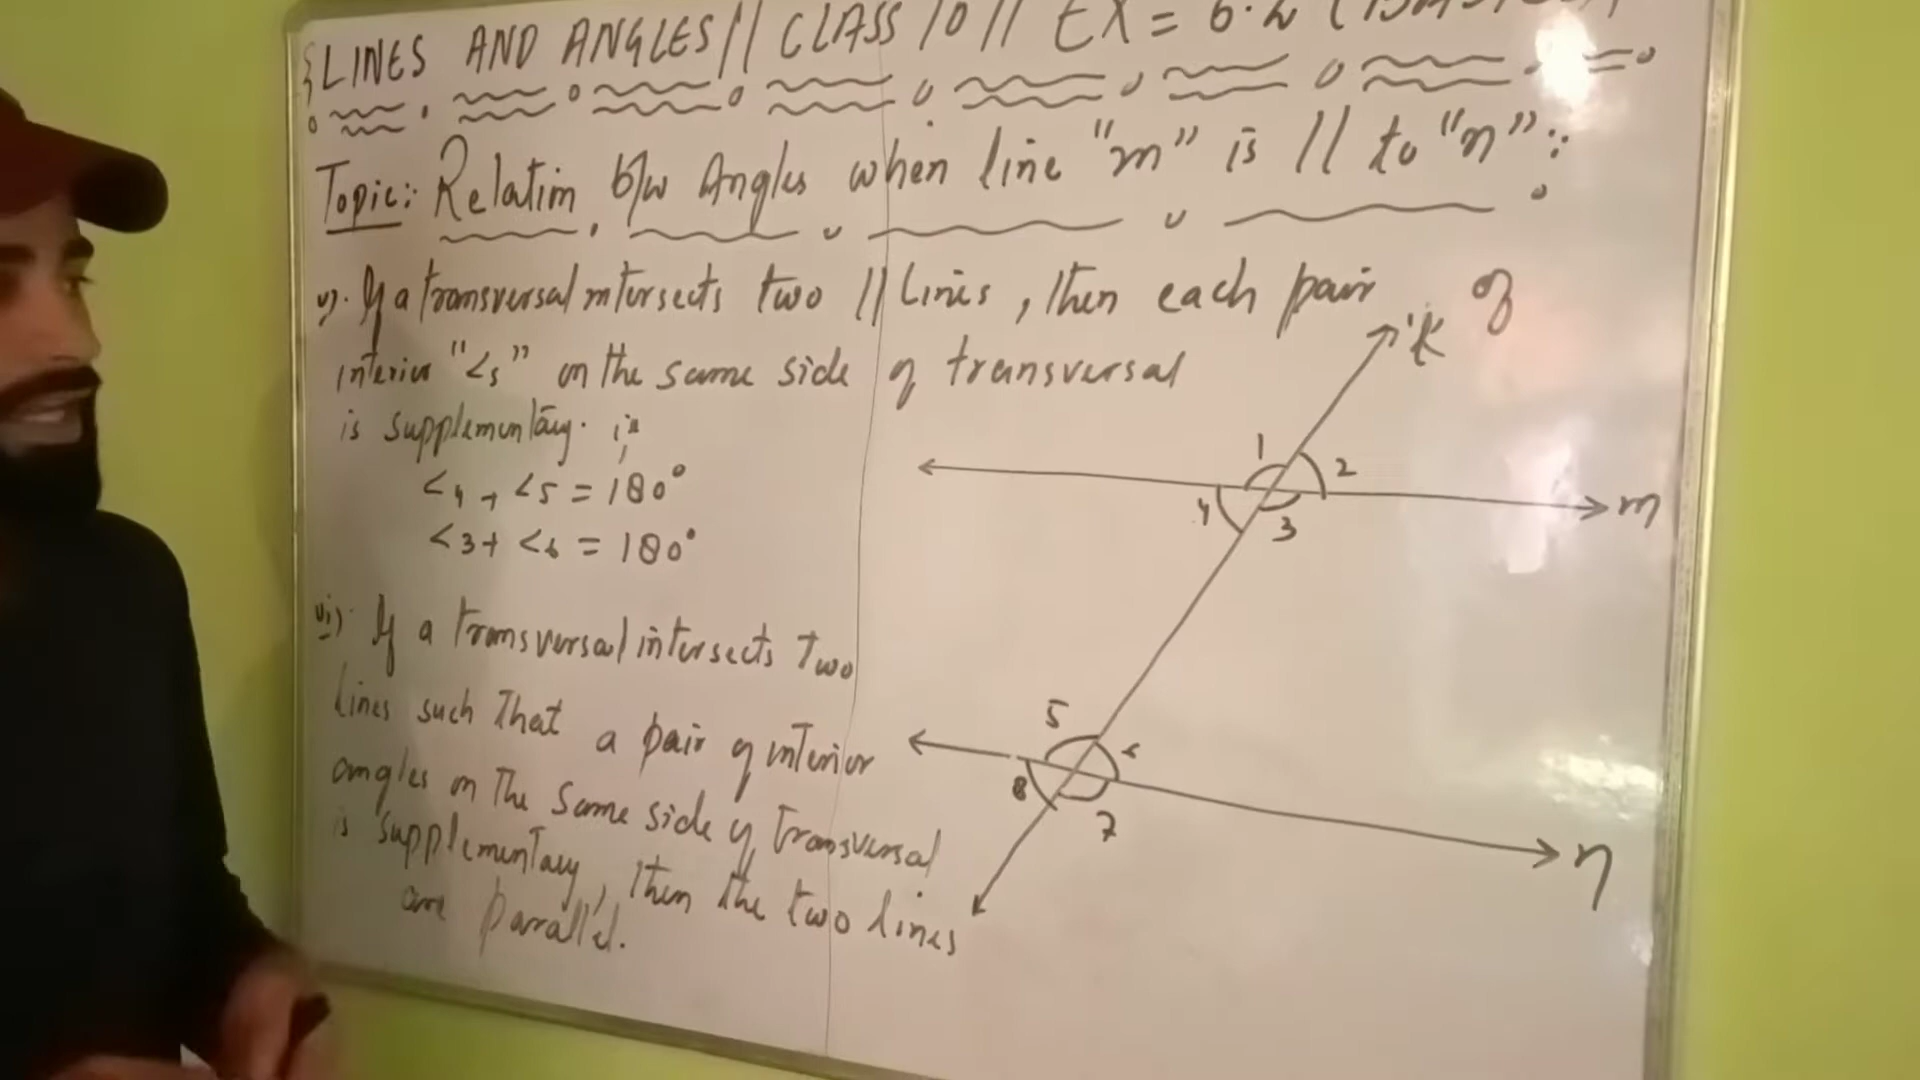 LINES AND ANGLES // CLASS 10 // EX = 6.2
Topic:- Relation b/w Angles when line "m" is // to "n" :
v). If a transversal intersects two // Lines, then each pair of
interior "∠s" on the same side of transversal
is supplementary. i.e
∠4 + ∠5 = 180°
∠3 + ∠6 = 180°
vi). If a transversal intersects two
lines such that a pair of interior
angles on the same side of transversal
is supplementary, then the two lines
are parallel.
k
1
2
m
4
3
5
6
8
7
n